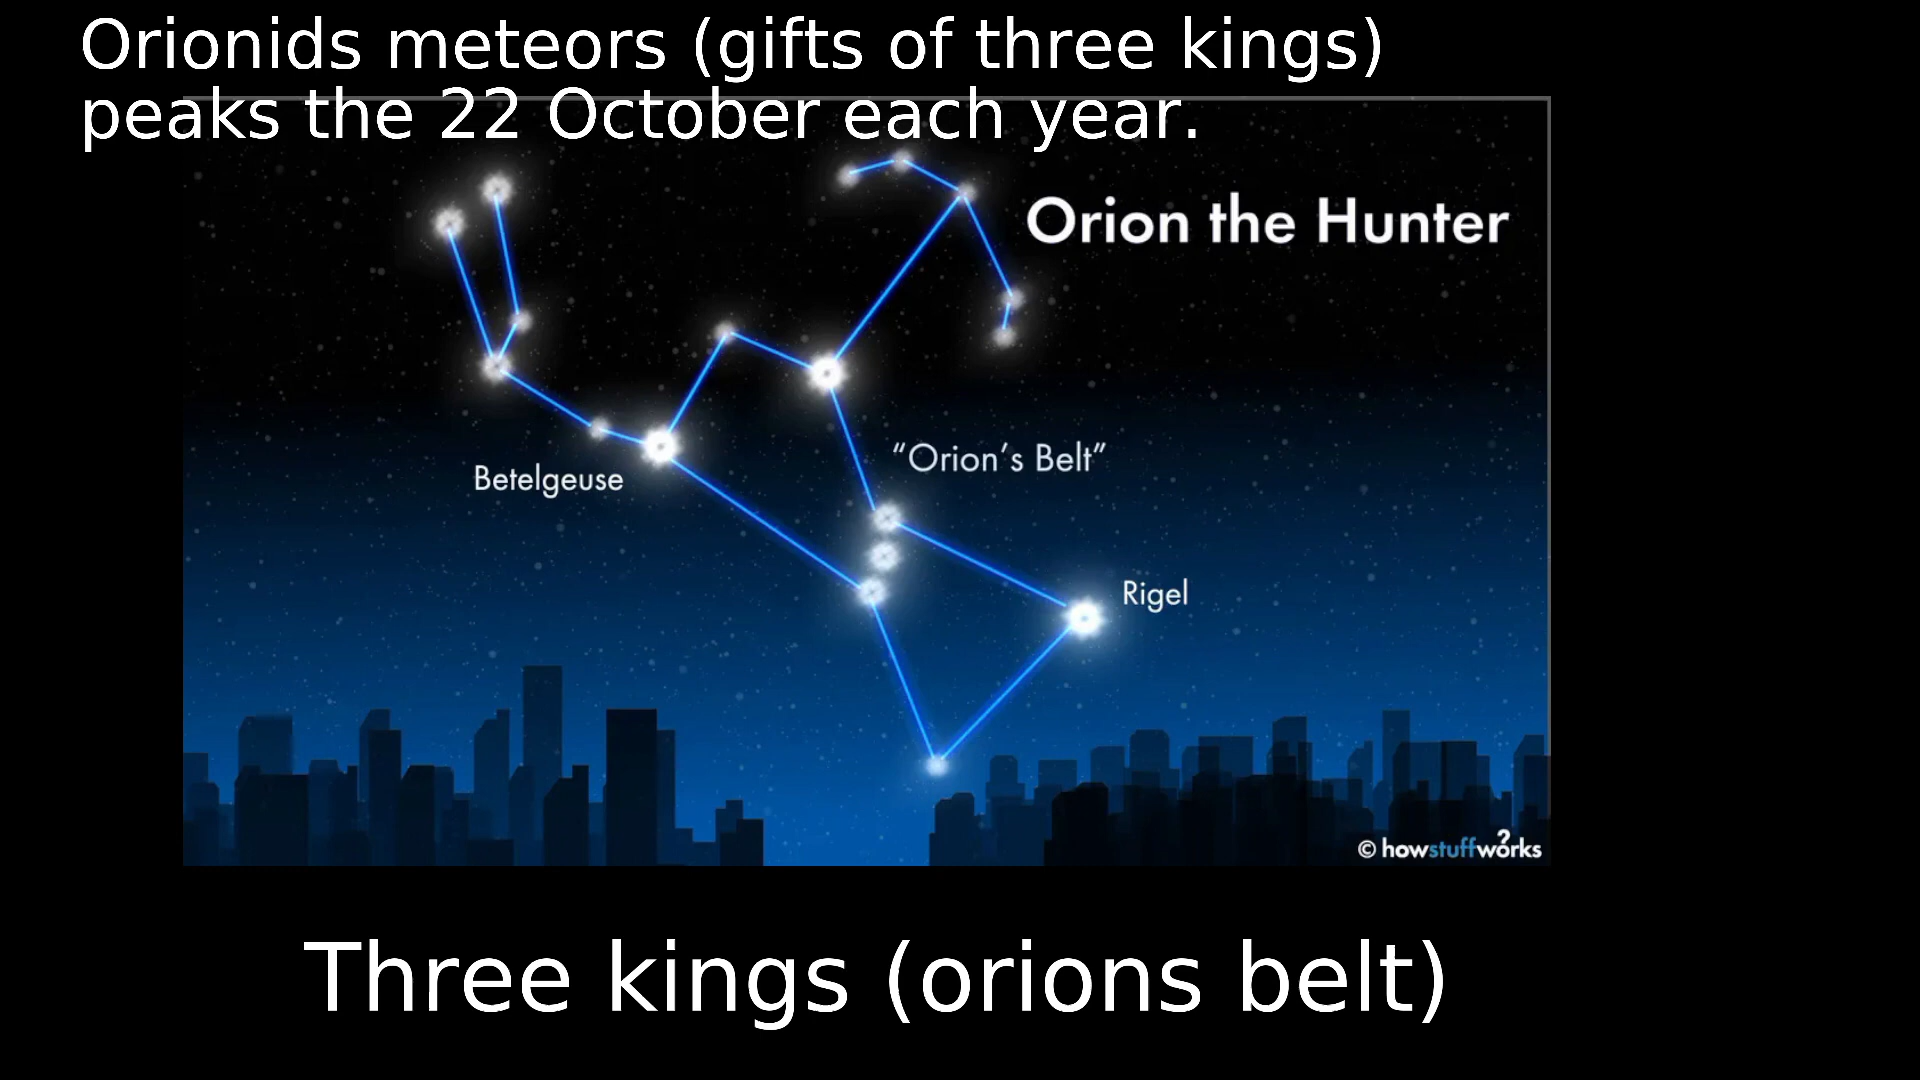 Orionids meteors (gifts of three kings)
peaks the 22 October each year.
Orion the Hunter
“Orion’s Belt”
Betelgeuse
Rigel
© howstuffworks
Three kings (orions belt)